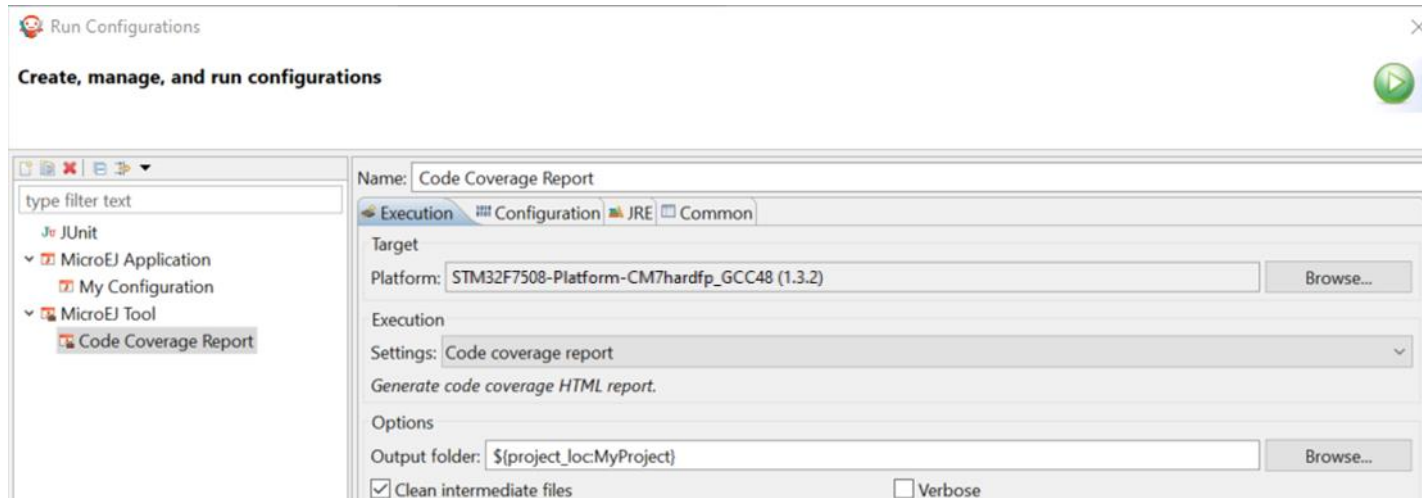 Run Configurations
Create, manage, and run configurations
type filter text
JUnit
MicroEJ Application
My Configuration
MicroEJ Tool
Code Coverage Report
Name: Code Coverage Report
Execution Configuration JRE Common
Target
Platform: STM32F7508-Platform-CM7hardfp_GCC48 (1.3.2) Browse...
Execution
Settings: Code coverage report
Generate code coverage HTML report.
Options
Output folder: ${project_loc:MyProject} Browse...
Clean intermediate files Verbose